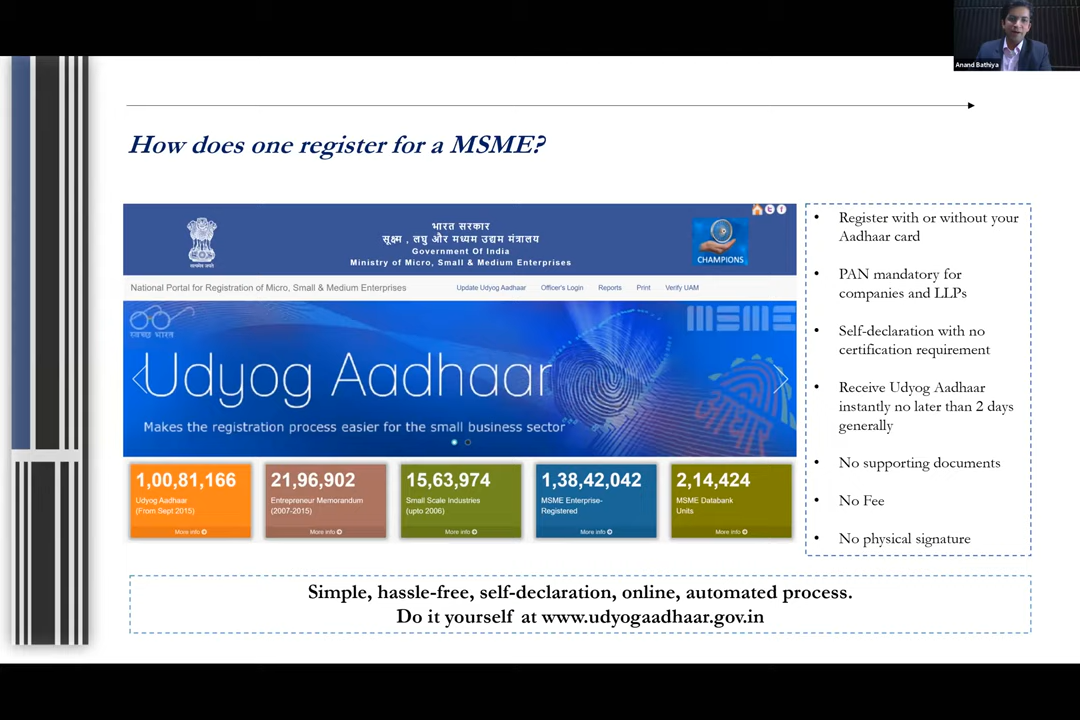 Anand Bathiya
How does one register for a MSME?
भारत सरकार
सूक्ष्म , लघु और मध्यम उद्यम मंत्रालय
Government Of India
Ministry of Micro, Small & Medium Enterprises
सत्यमेव जयते
CHAMPIONS
National Portal for Registration of Micro, Small & Medium Enterprises
Update Udyog Aadhaar Officer's Login Reports Print Verify UAM
स्वच्छ भारत
MSME
Udyog Aadhaar
आधार
Makes the registration process easier for the small business sector
1,00,81,166
Udyog Aadhaar
(From Sept 2015)
More info
21,96,902
Entrepreneur Memorandum
(2007-2015)
More info
15,63,974
Small Scale Industries
(upto 2006)
More info
1,38,42,042
MSME Enterprise-
Registered
More info
2,14,424
MSME Databank
Units
More info
• Register with or without your
Aadhaar card
• PAN mandatory for
companies and LLPs
• Self-declaration with no
certification requirement
• Receive Udyog Aadhaar
instantly no later than 2 days
generally
• No supporting documents
• No Fee
• No physical signature
Simple, hassle-free, self-declaration, online, automated process.
Do it yourself at www.udyogaadhaar.gov.in